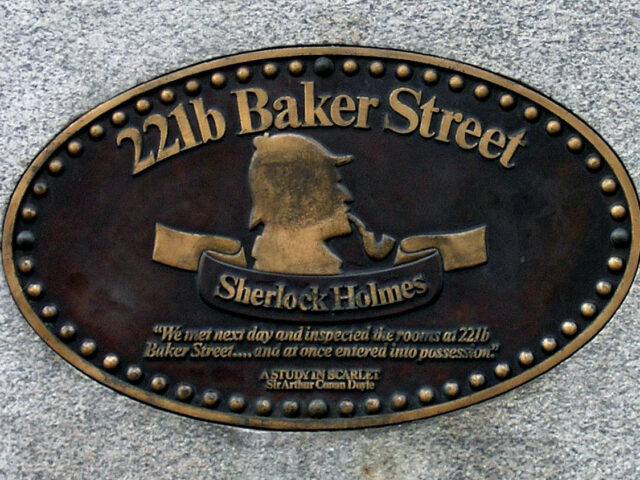 221b Baker Street
Sherlock Holmes
"We met next day and inspected the rooms at 221b
Baker Street.... and at once entered into possession."
A STUDY IN SCARLET
Sir Arthur Conan Doyle